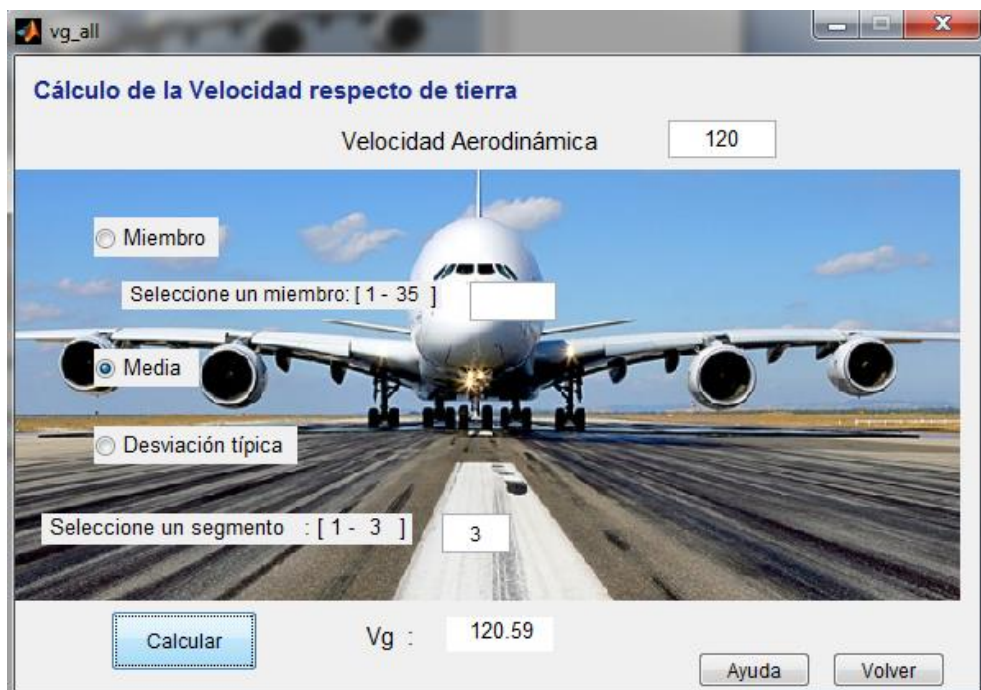 vg_all
Cálculo de la Velocidad respecto de tierra
Velocidad Aerodinámica 120
Miembro
Seleccione un miembro: [ 1 - 35 ]
Media
Desviación típica
Seleccione un segmento : [ 1 - 3 ] 3
Calcular Vg : 120.59
Ayuda Volver